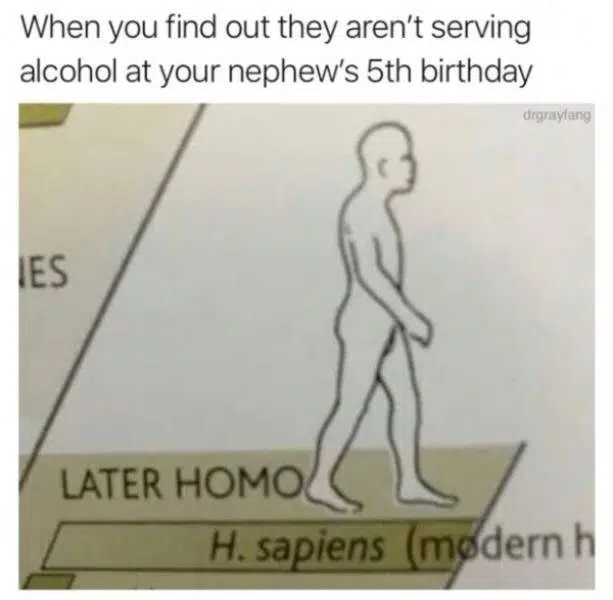 When you find out they aren't serving
alcohol at your nephew's 5th birthday
drgrayfang
IES
LATER HOMO
H. sapiens (modern h